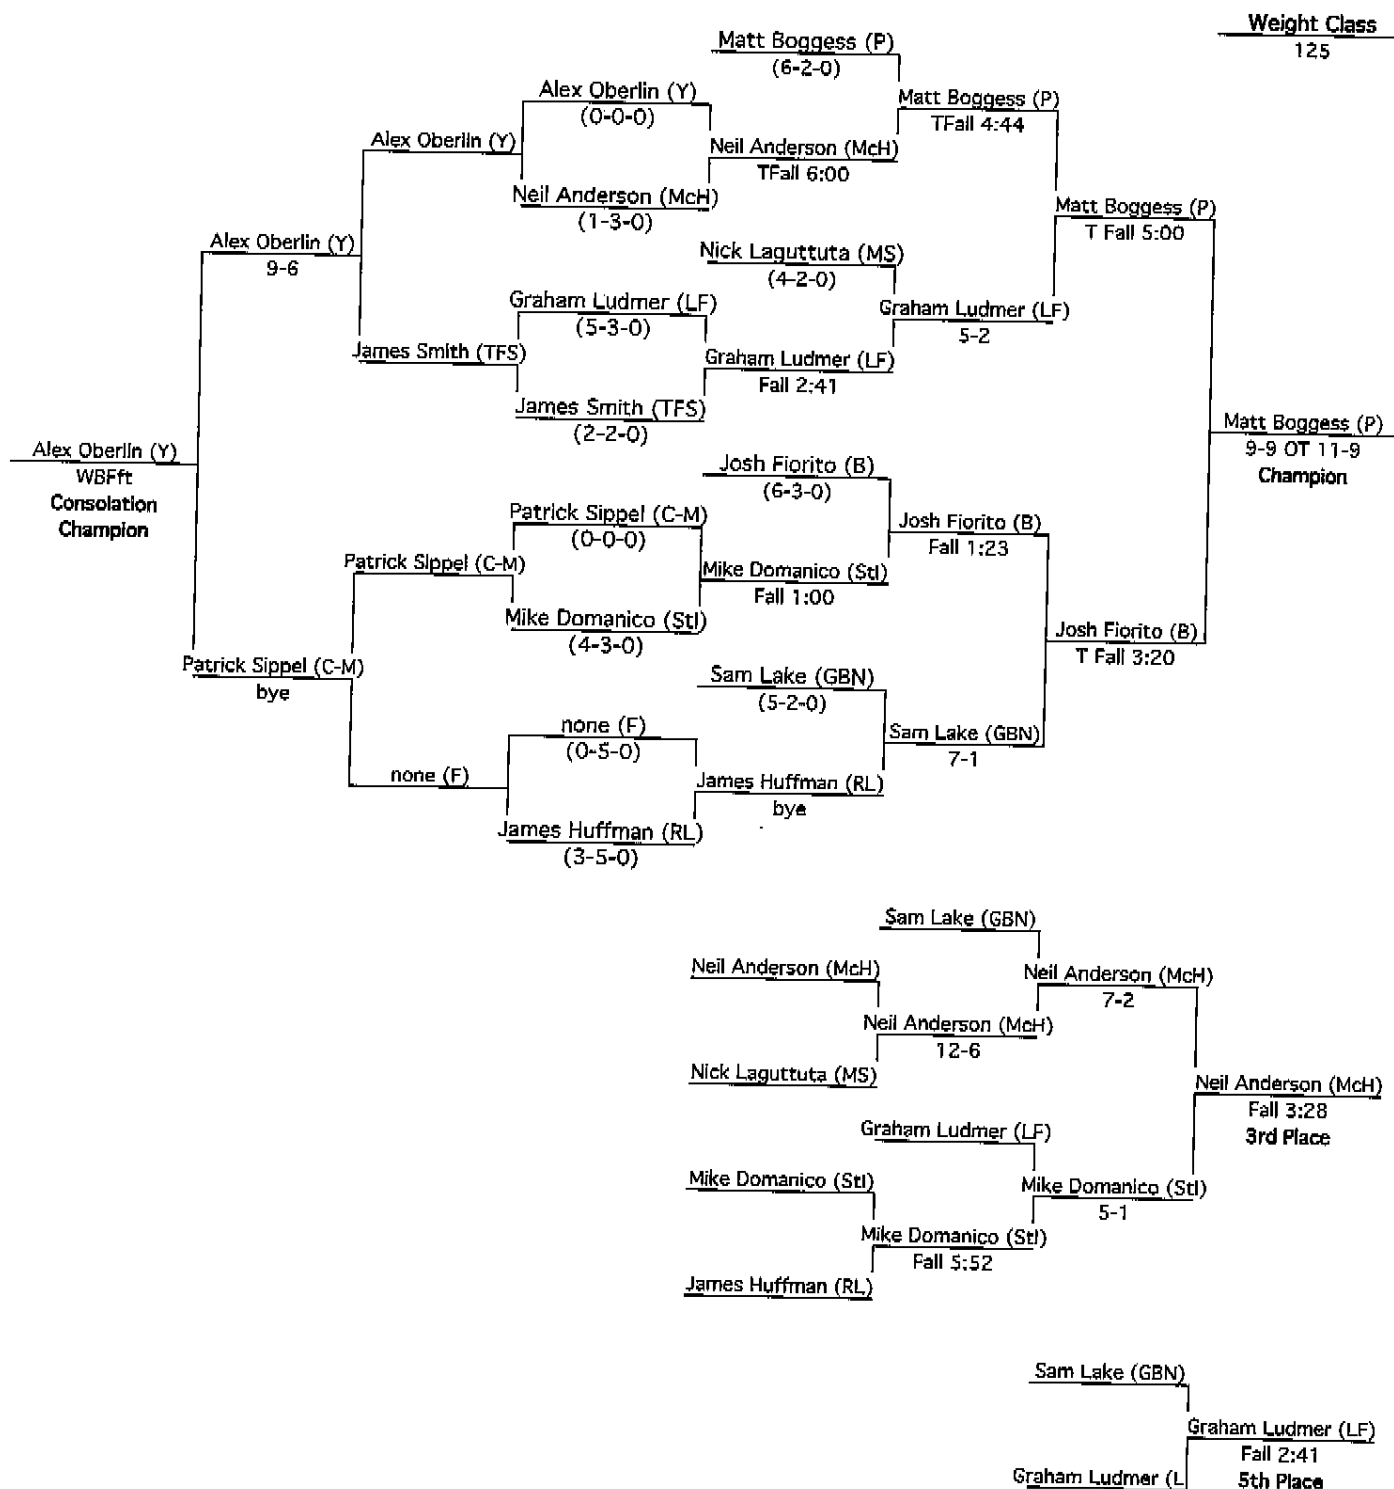 Weight Class
125
Matt Boggess (P)
(6-2-0)
Alex Oberlin (Y)
(0-0-0)
Matt Boggess (P)
TFall 4:44
Alex Oberlin (Y)
Neil Anderson (McH)
TFall 6:00
Neil Anderson (McH)
(1-3-0)
Matt Boggess (P)
T Fall 5:00
Alex Oberlin (Y)
9-6
Nick Laguttuta (MS)
(4-2-0)
Graham Ludmer (LF)
(5-3-0)
Graham Ludmer (LF)
5-2
James Smith (TFS)
Graham Ludmer (LF)
Fall 2:41
James Smith (TFS)
(2-2-0)
Matt Boggess (P)
9-9 OT 11-9
Champion
Alex Oberlin (Y)
WBFft
Consolation
Champion
Josh Fiorito (B)
(6-3-0)
Patrick Sippel (C-M)
(0-0-0)
Josh Fiorito (B)
Fall 1:23
Patrick Sippel (C-M)
Mike Domanico (Stl)
Fall 1:00
Mike Domanico (Stl)
(4-3-0)
Josh Fiorito (B)
T Fall 3:20
Patrick Sippel (C-M)
bye
Sam Lake (GBN)
(5-2-0)
none (F)
(0-5-0)
Sam Lake (GBN)
7-1
none (F)
James Huffman (RL)
bye
James Huffman (RL)
(3-5-0)
Sam Lake (GBN)
Neil Anderson (McH)
Neil Anderson (McH)
7-2
Neil Anderson (McH)
12-6
Nick Laguttuta (MS)
Neil Anderson (McH)
Fall 3:28
3rd Place
Graham Ludmer (LF)
Mike Domanico (Stl)
Mike Domanico (Stl)
5-1
Mike Domanico (Stl)
Fall 5:52
James Huffman (RL)
Sam Lake (GBN)
Graham Ludmer (LF)
Fall 2:41
5th Place
Graham Ludmer (L